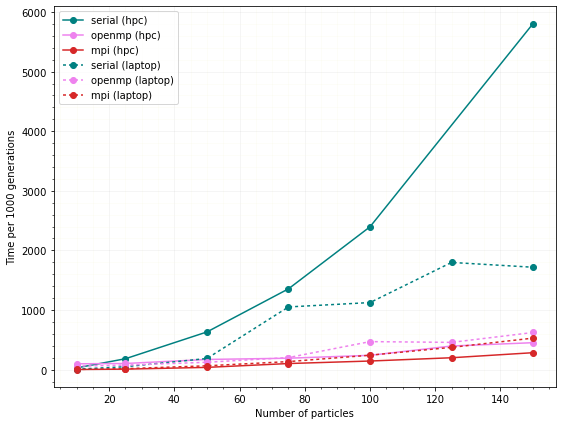 serial (hpc)
openmp (hpc)
mpi (hpc)
serial (laptop)
openmp (laptop)
mpi (laptop)
Time per 1000 generations
6000
5000
4000
3000
2000
1000
0
20 40 60 80 100 120 140
Number of particles